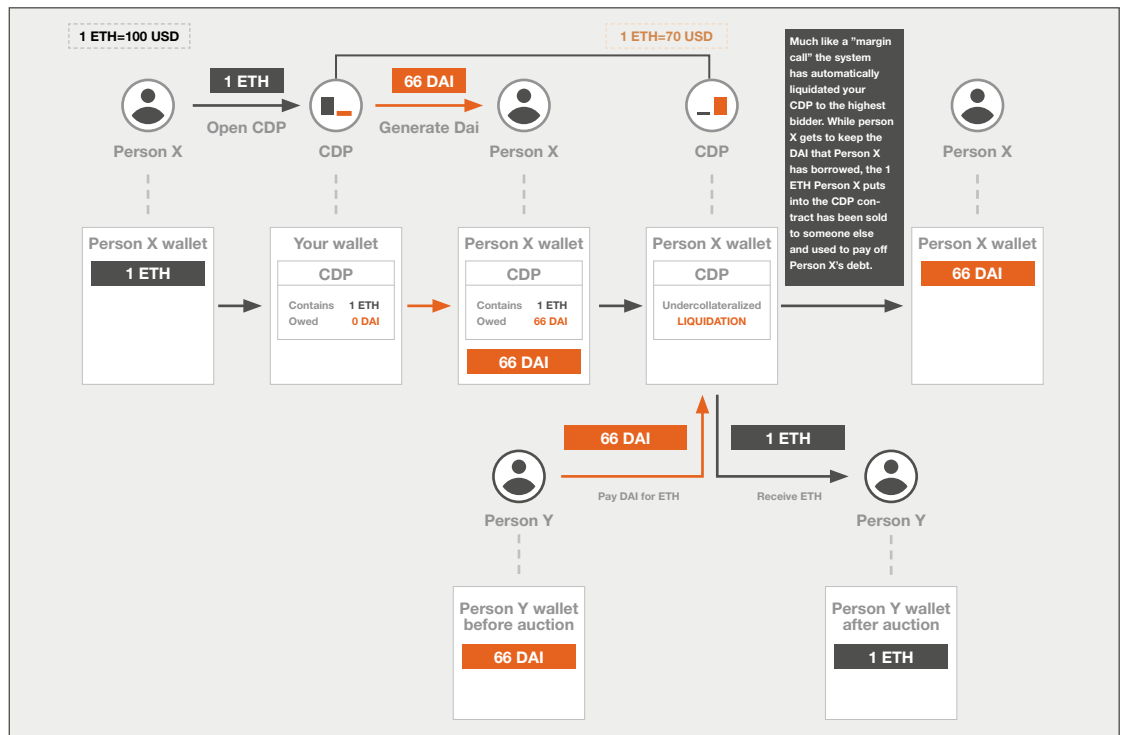 1 ETH=100 USD
1 ETH=70 USD
1 ETH
66 DAI
Open CDP
Generate Dai
Person X
CDP
Person X
CDP
Much like a ”margin
call” the system
has automatically
liquidated your
CDP to the highest
bidder. While person
X gets to keep the
DAI that Person X
has borrowed, the 1
ETH Person X puts
into the CDP con-
tract has been sold
to someone else
and used to pay off
Person X’s debt.
Person X
Person X wallet
1 ETH
Your wallet
CDP
Contains 1 ETH
Owed 0 DAI
Person X wallet
CDP
Contains 1 ETH
Owed 66 DAI
66 DAI
Person X wallet
CDP
Undercollateralized
LIQUIDATION
Person X wallet
66 DAI
66 DAI
1 ETH
Pay DAI for ETH
Receive ETH
Person Y
Person Y
Person Y wallet
before auction
66 DAI
Person Y wallet
after auction
1 ETH